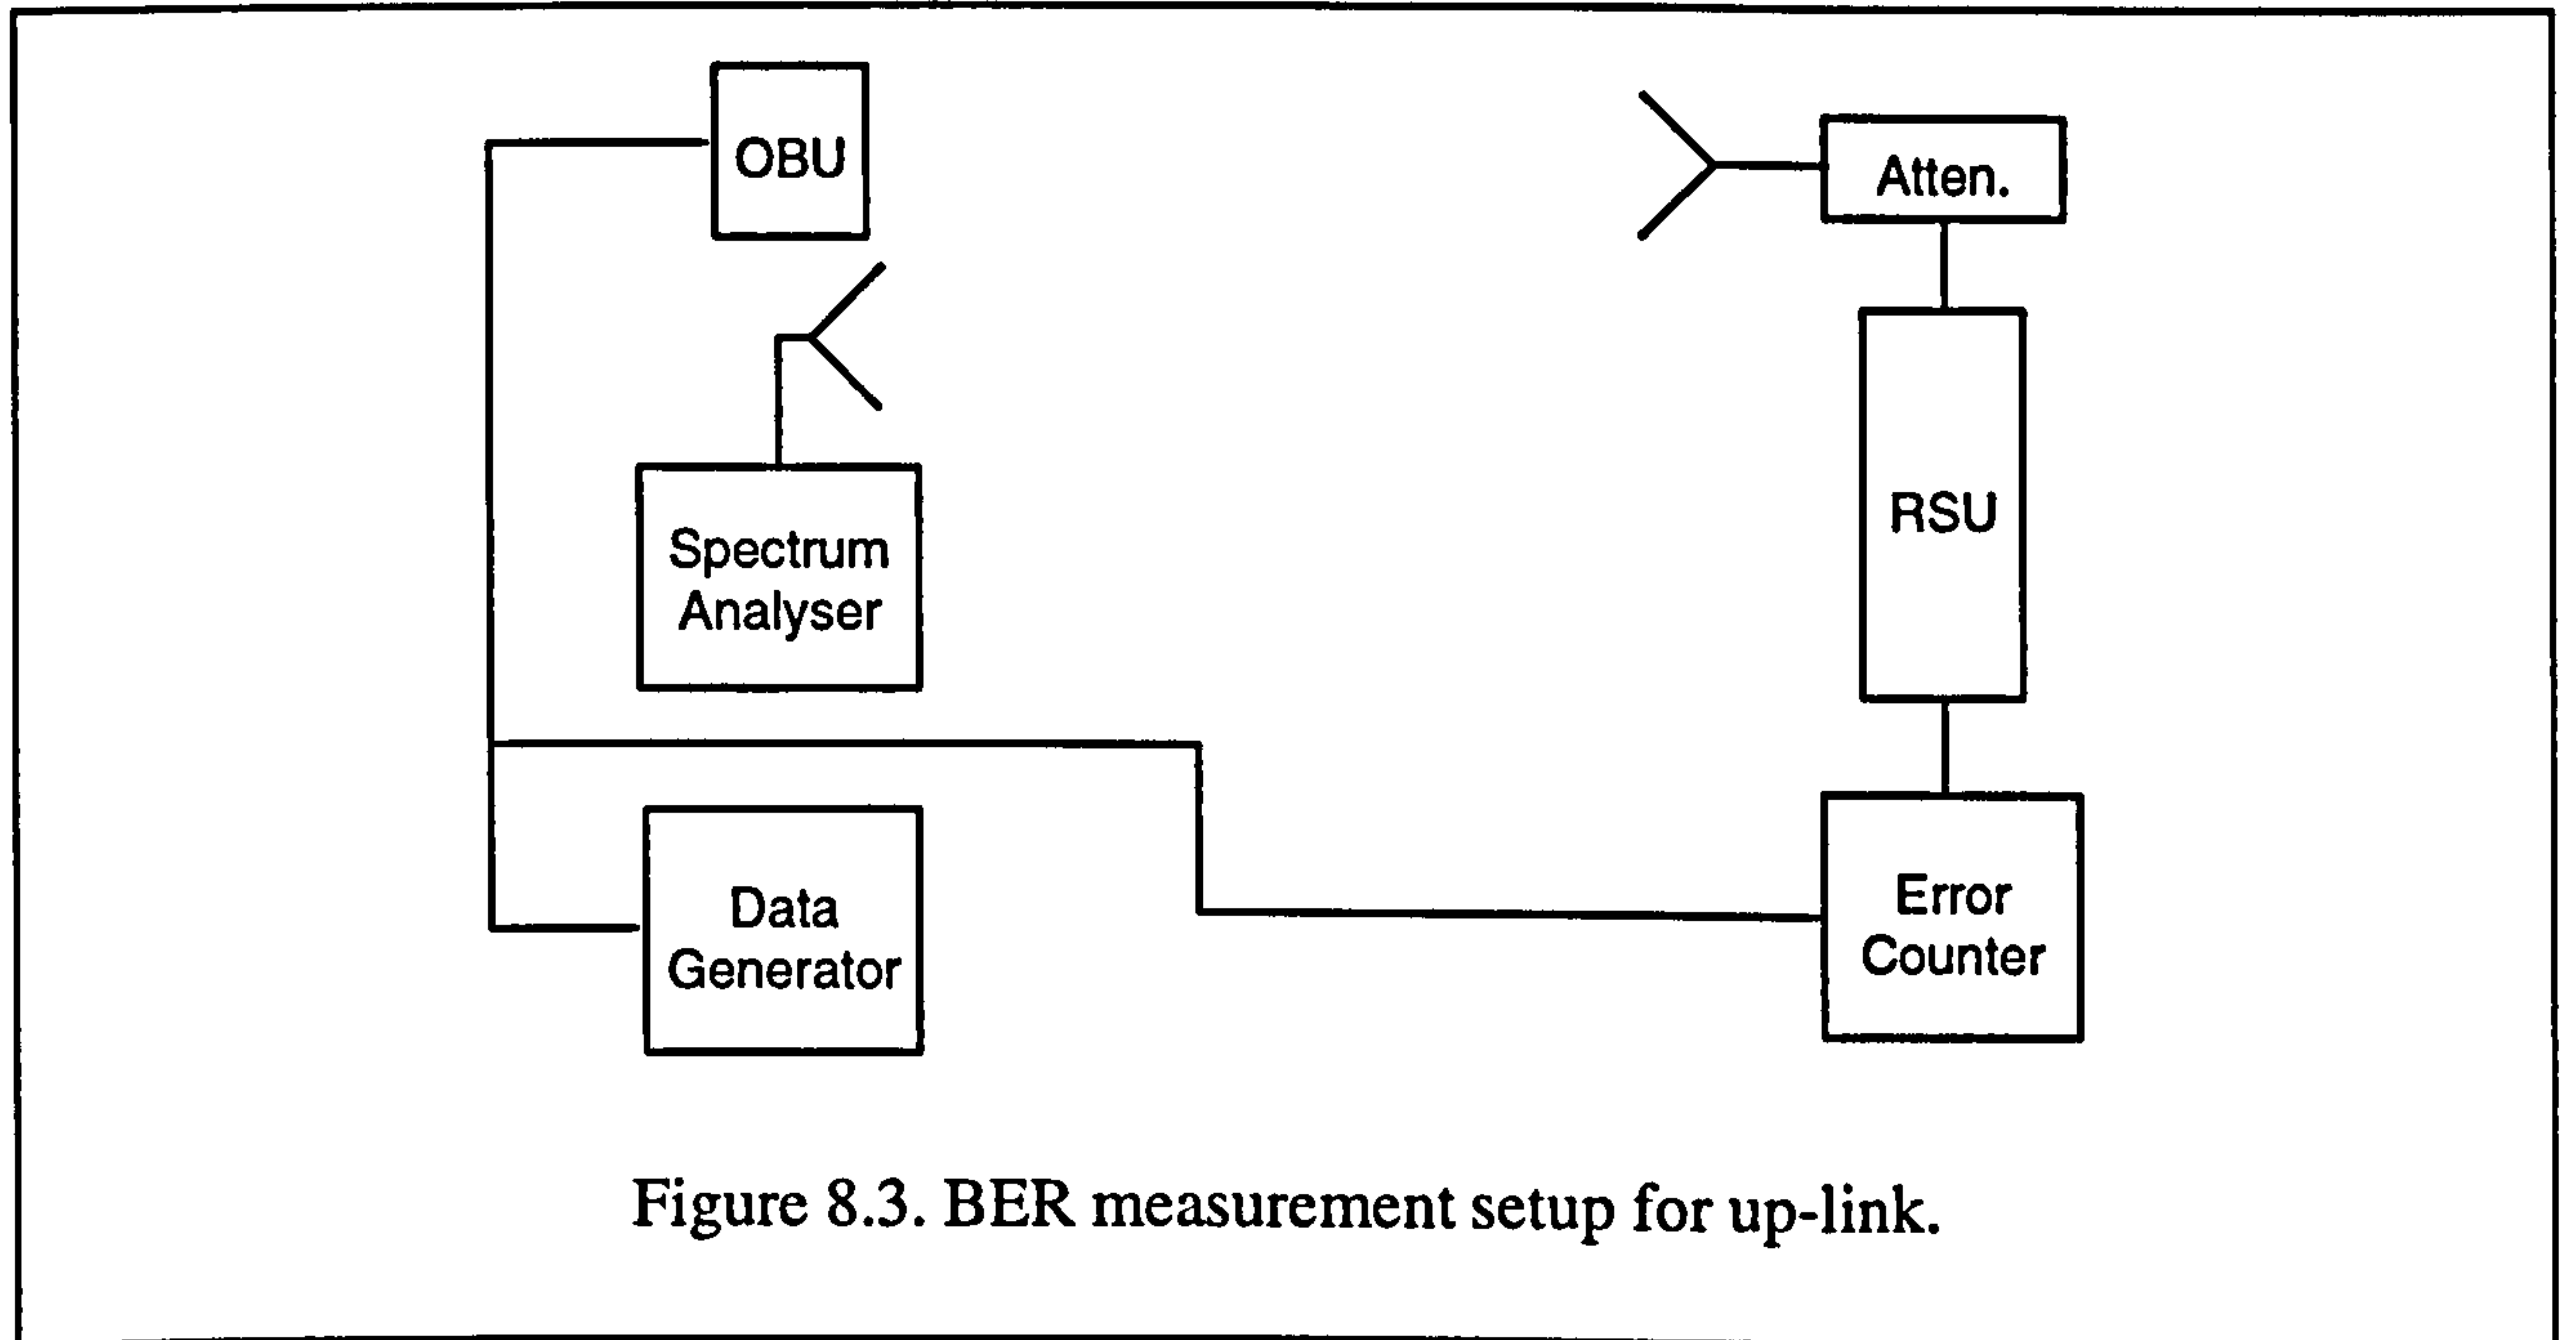 OBU
Atten.
RSU
Spectrum
Analyser
Data
Generator
Error
Counter
Figure 8.3. BER measurement setup for up-link.